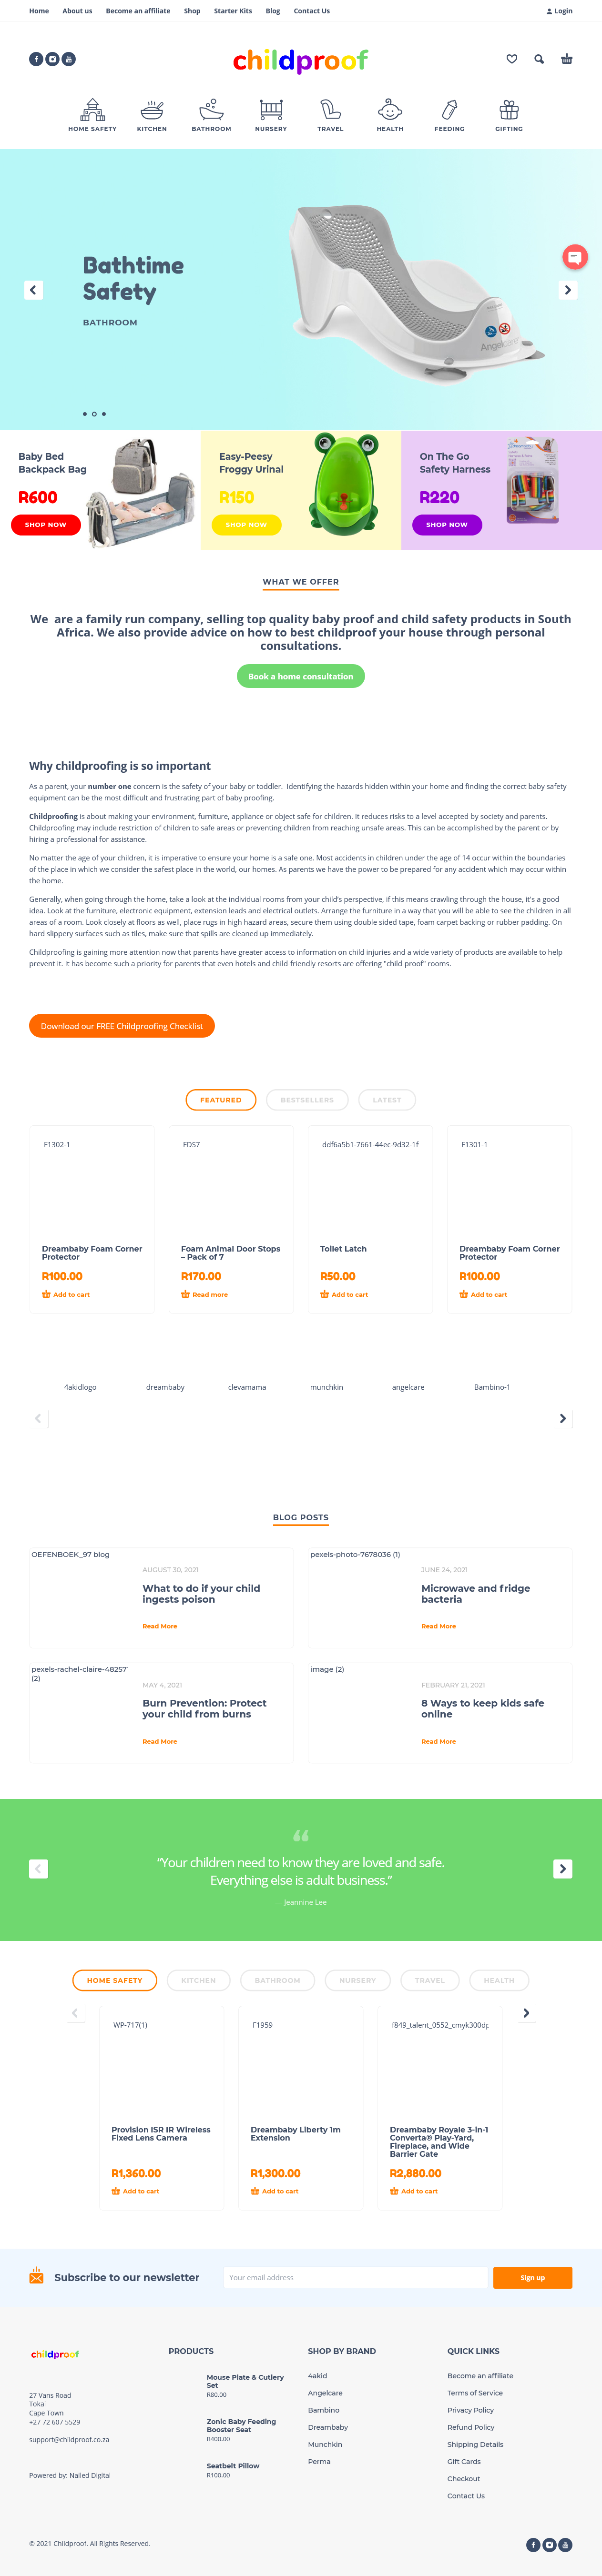 Home About us Become an affiliate Shop Starter Kits Blog Contact Us Login
childproof
HOME SAFETY KITCHEN BATHROOM NURSERY TRAVEL HEALTH FEEDING GIFTING
Bathtime
Safety
BATHROOM
Angelcare
Baby Bed
Backpack Bag
R600
SHOP NOW
Easy-Peesy
Froggy Urinal
R150
SHOP NOW
On The Go
Safety Harness
R220
SHOP NOW
WHAT WE OFFER
We are a family run company, selling top quality baby proof and child safety products in South
Africa. We also provide advice on how to best childproof your house through personal
consultations.
Book a home consultation
Why childproofing is so important
As a parent, your number one concern is the safety of your baby or toddler. Identifying the hazards hidden within your home and finding the correct baby safety
equipment can be the most difficult and frustrating part of baby proofing.
Childproofing is about making your environment, furniture, appliance or object safe for children. It reduces risks to a level accepted by society and parents.
Childproofing may include restriction of children to safe areas or preventing children from reaching unsafe areas. This can be accomplished by the parent or by
hiring a professional for assistance.
No matter the age of your children, it is imperative to ensure your home is a safe one. Most accidents in children under the age of 14 occur within the boundaries
of the place in which we consider the safest place in the world, our homes. As parents we have the power to be prepared for any accident which may occur within
the home.
Generally, when going through the home, take a look at the individual rooms from your child's perspective, if this means crawling through the house, it's a good
idea. Look at the furniture, electronic equipment, extension leads and electrical outlets. Arrange the furniture in a way that you will be able to see the children in all
areas of a room. Look closely at floors as well, place rugs in high hazard areas, secure them using double sided tape, foam carpet backing or rubber padding. On
hard slippery surfaces such as tiles, make sure that spills are cleaned up immediately.
Childproofing is gaining more attention now that parents have greater access to information on child injuries and a wide variety of products are available to help
prevent it. It has become such a priority for parents that even hotels and child-friendly resorts are offering "child-proof" rooms.
Download our FREE Childproofing Checklist
FEATURED BESTSELLERS LATEST
F1302-1
Dreambaby Foam Corner
Protector
R100.00
Add to cart
FDS7
Foam Animal Door Stops
– Pack of 7
R170.00
Read more
ddf6a5b1-7661-44ec-9d32-1f
Toilet Latch
R50.00
Add to cart
F1301-1
Dreambaby Foam Corner
Protector
R100.00
Add to cart
4akidlogo dreambaby clevamama munchkin angelcare Bambino-1
BLOG POSTS
OEFENBOEK_97 blog
AUGUST 30, 2021
What to do if your child
ingests poison
Read More
pexels-photo-7678036 (1)
JUNE 24, 2021
Microwave and fridge
bacteria
Read More
pexels-rachel-claire-48257
(2)
MAY 4, 2021
Burn Prevention: Protect
your child from burns
Read More
image (2)
FEBRUARY 21, 2021
8 Ways to keep kids safe
online
Read More
“Your children need to know they are loved and safe.
Everything else is adult business.”
— Jeannine Lee
HOME SAFETY KITCHEN BATHROOM NURSERY TRAVEL HEALTH
WP-717(1)
Provision ISR IR Wireless
Fixed Lens Camera
R1,360.00
Add to cart
F1959
Dreambaby Liberty 1m
Extension
R1,300.00
Add to cart
f849_talent_0552_cmyk300dp
Dreambaby Royale 3-in-1
Converta® Play-Yard,
Fireplace, and Wide
Barrier Gate
R2,880.00
Add to cart
Subscribe to our newsletter
Your email address
Sign up
childproof
27 Vans Road
Tokai
Cape Town
+27 72 607 5529
support@childproof.co.za
Powered by: Nailed Digital
PRODUCTS
Mouse Plate & Cutlery
Set
R80.00
Zonic Baby Feeding
Booster Seat
R400.00
Seatbelt Pillow
R100.00
SHOP BY BRAND
4akid
Angelcare
Bambino
Dreambaby
Munchkin
Perma
QUICK LINKS
Become an affiliate
Terms of Service
Privacy Policy
Refund Policy
Shipping Details
Gift Cards
Checkout
Contact Us
© 2021 Childproof. All Rights Reserved.